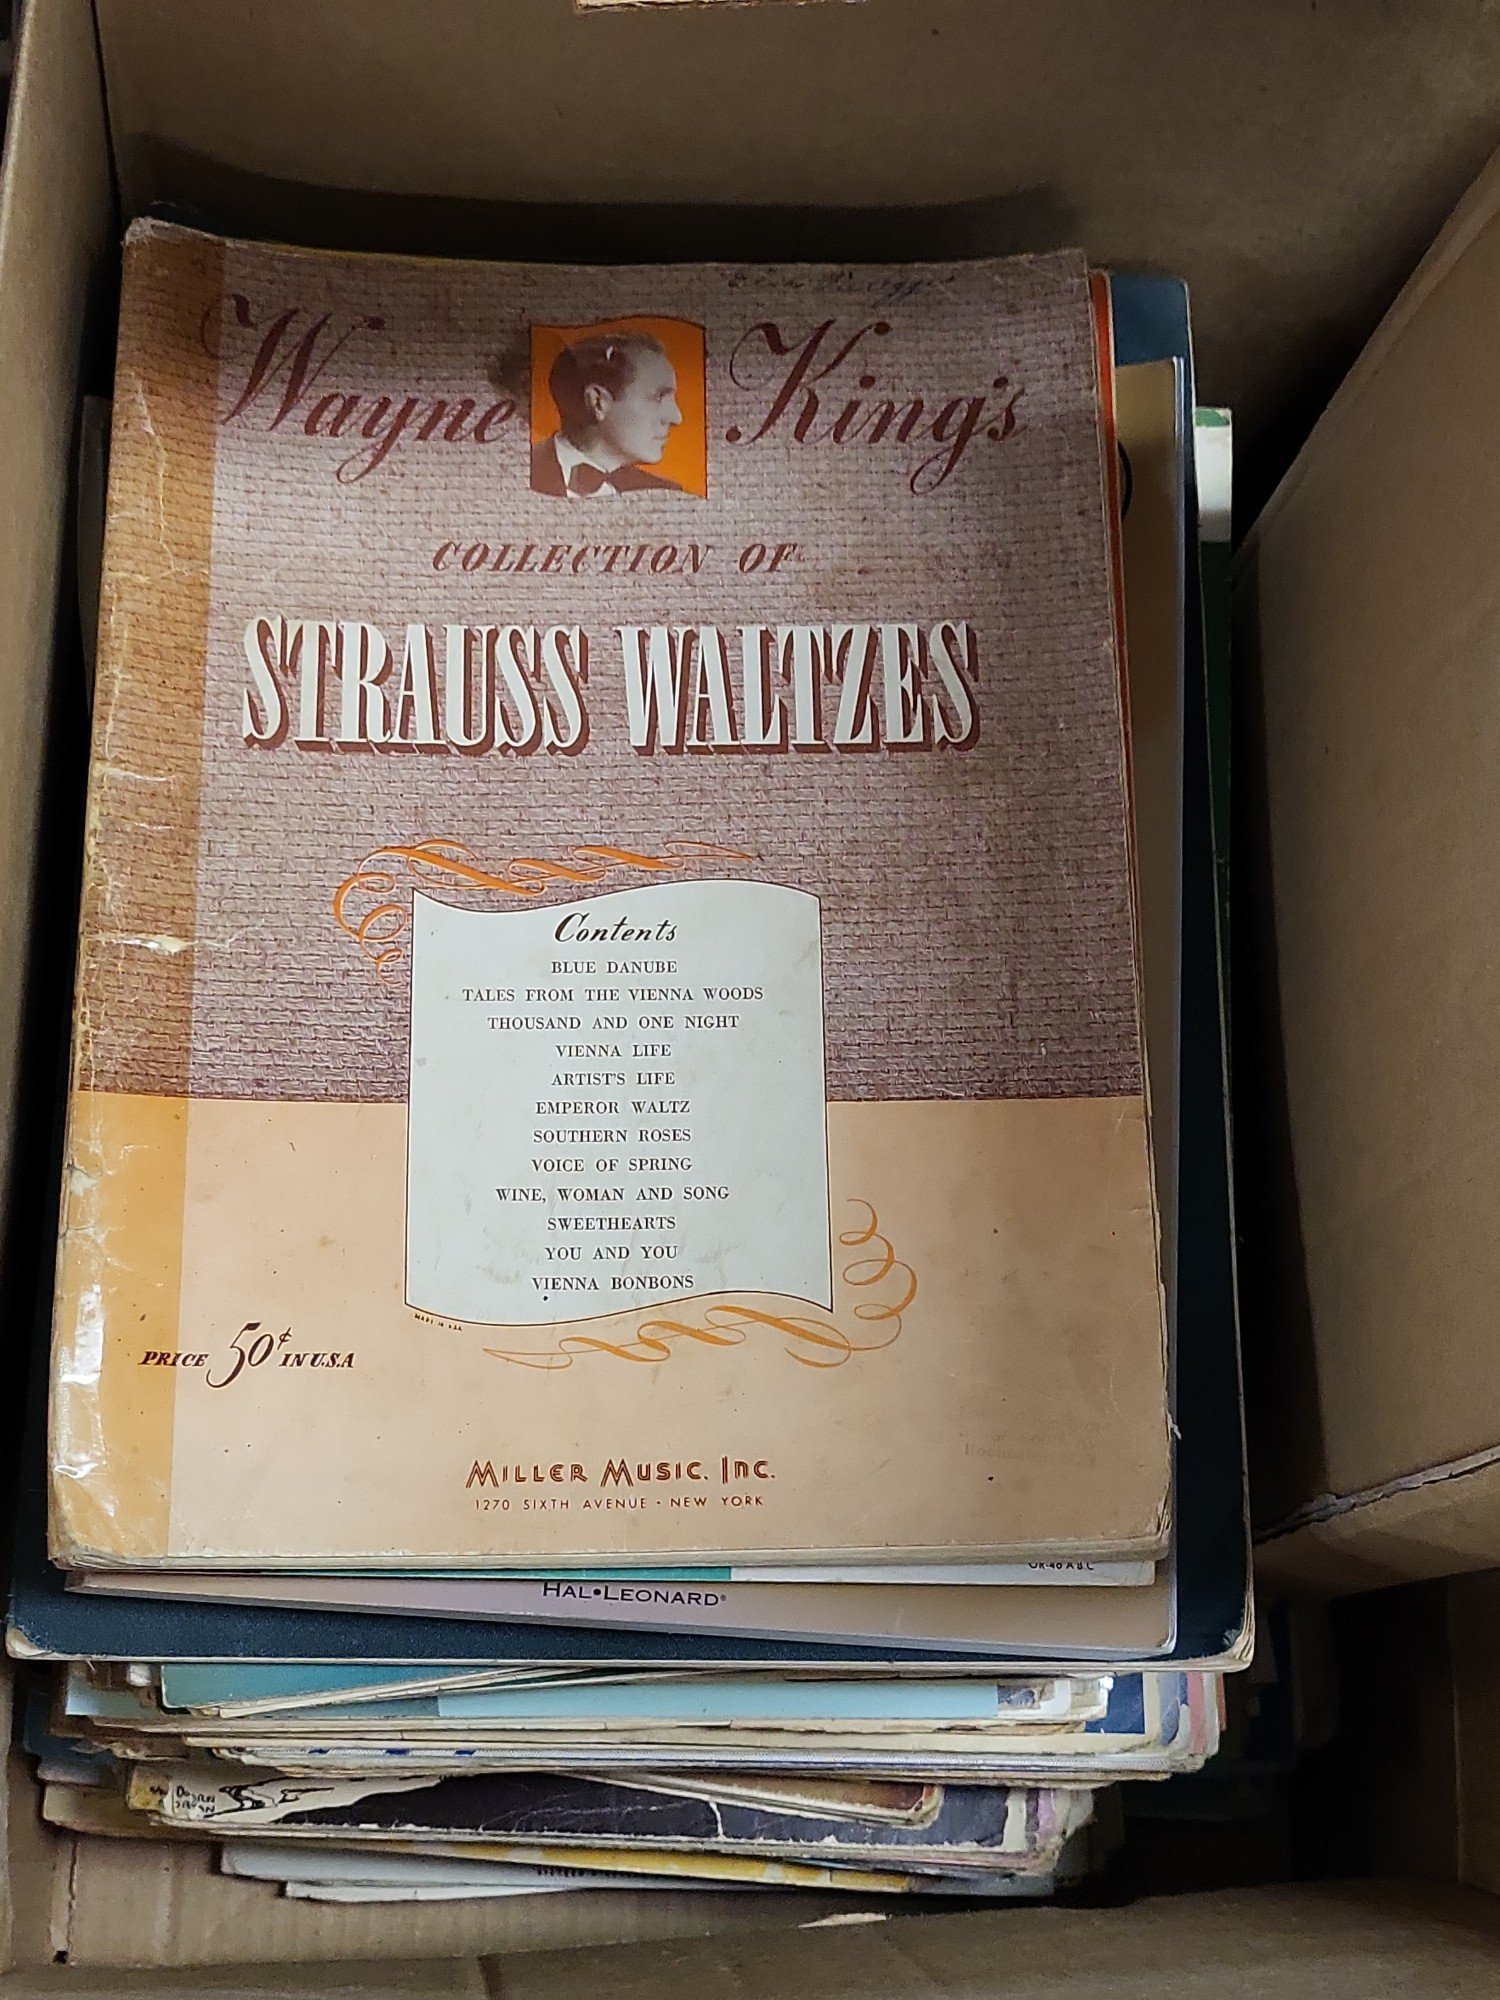 Wayne King's
COLLECTION OF
STRAUSS WALTZES
Contents
BLUE DANUBE
TALES FROM THE VIENNA WOODS
THOUSAND AND ONE NIGHT
VIENNA LIFE
ARTIST'S LIFE
EMPEROR WALTZ
SOUTHERN ROSES
VOICE OF SPRING
WINE, WOMAN AND SONG
SWEETHEARTS
YOU AND YOU
VIENNA BONBONS
MADE IN U.S.A.
PRICE 50¢ IN U.S.A
MILLER MUSIC, INC.
1270 SIXTH AVENUE • NEW YORK
HAL•LEONARD®